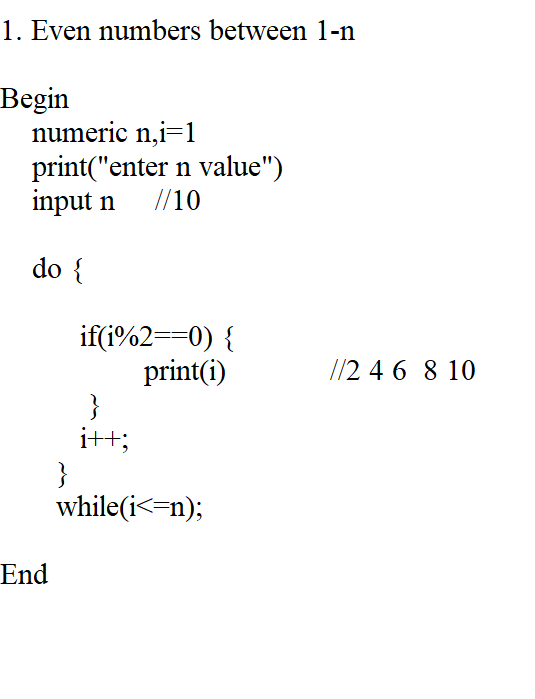 1. Even numbers between 1-n
Begin
numeric n,i=1
print("enter n value")
input n //10
do {
if(i%2==0) {
print(i) //2 4 6 8 10
}
i++;
}
while(i<=n);
End